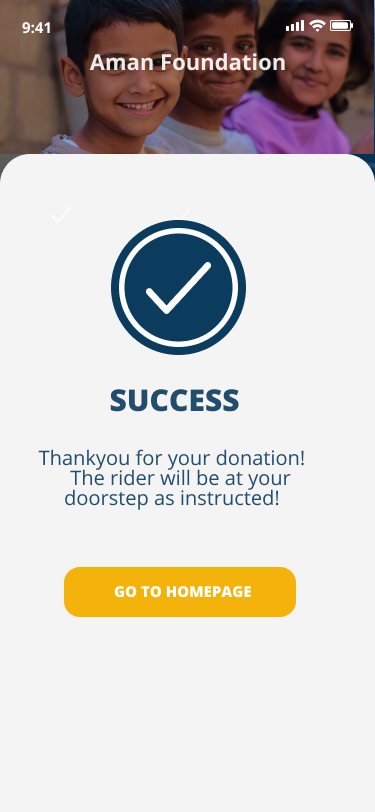 9:41
Aman Foundation
SUCCESS
Thankyou for your donation!
The rider will be at your
doorstep as instructed!
GO TO HOMEPAGE